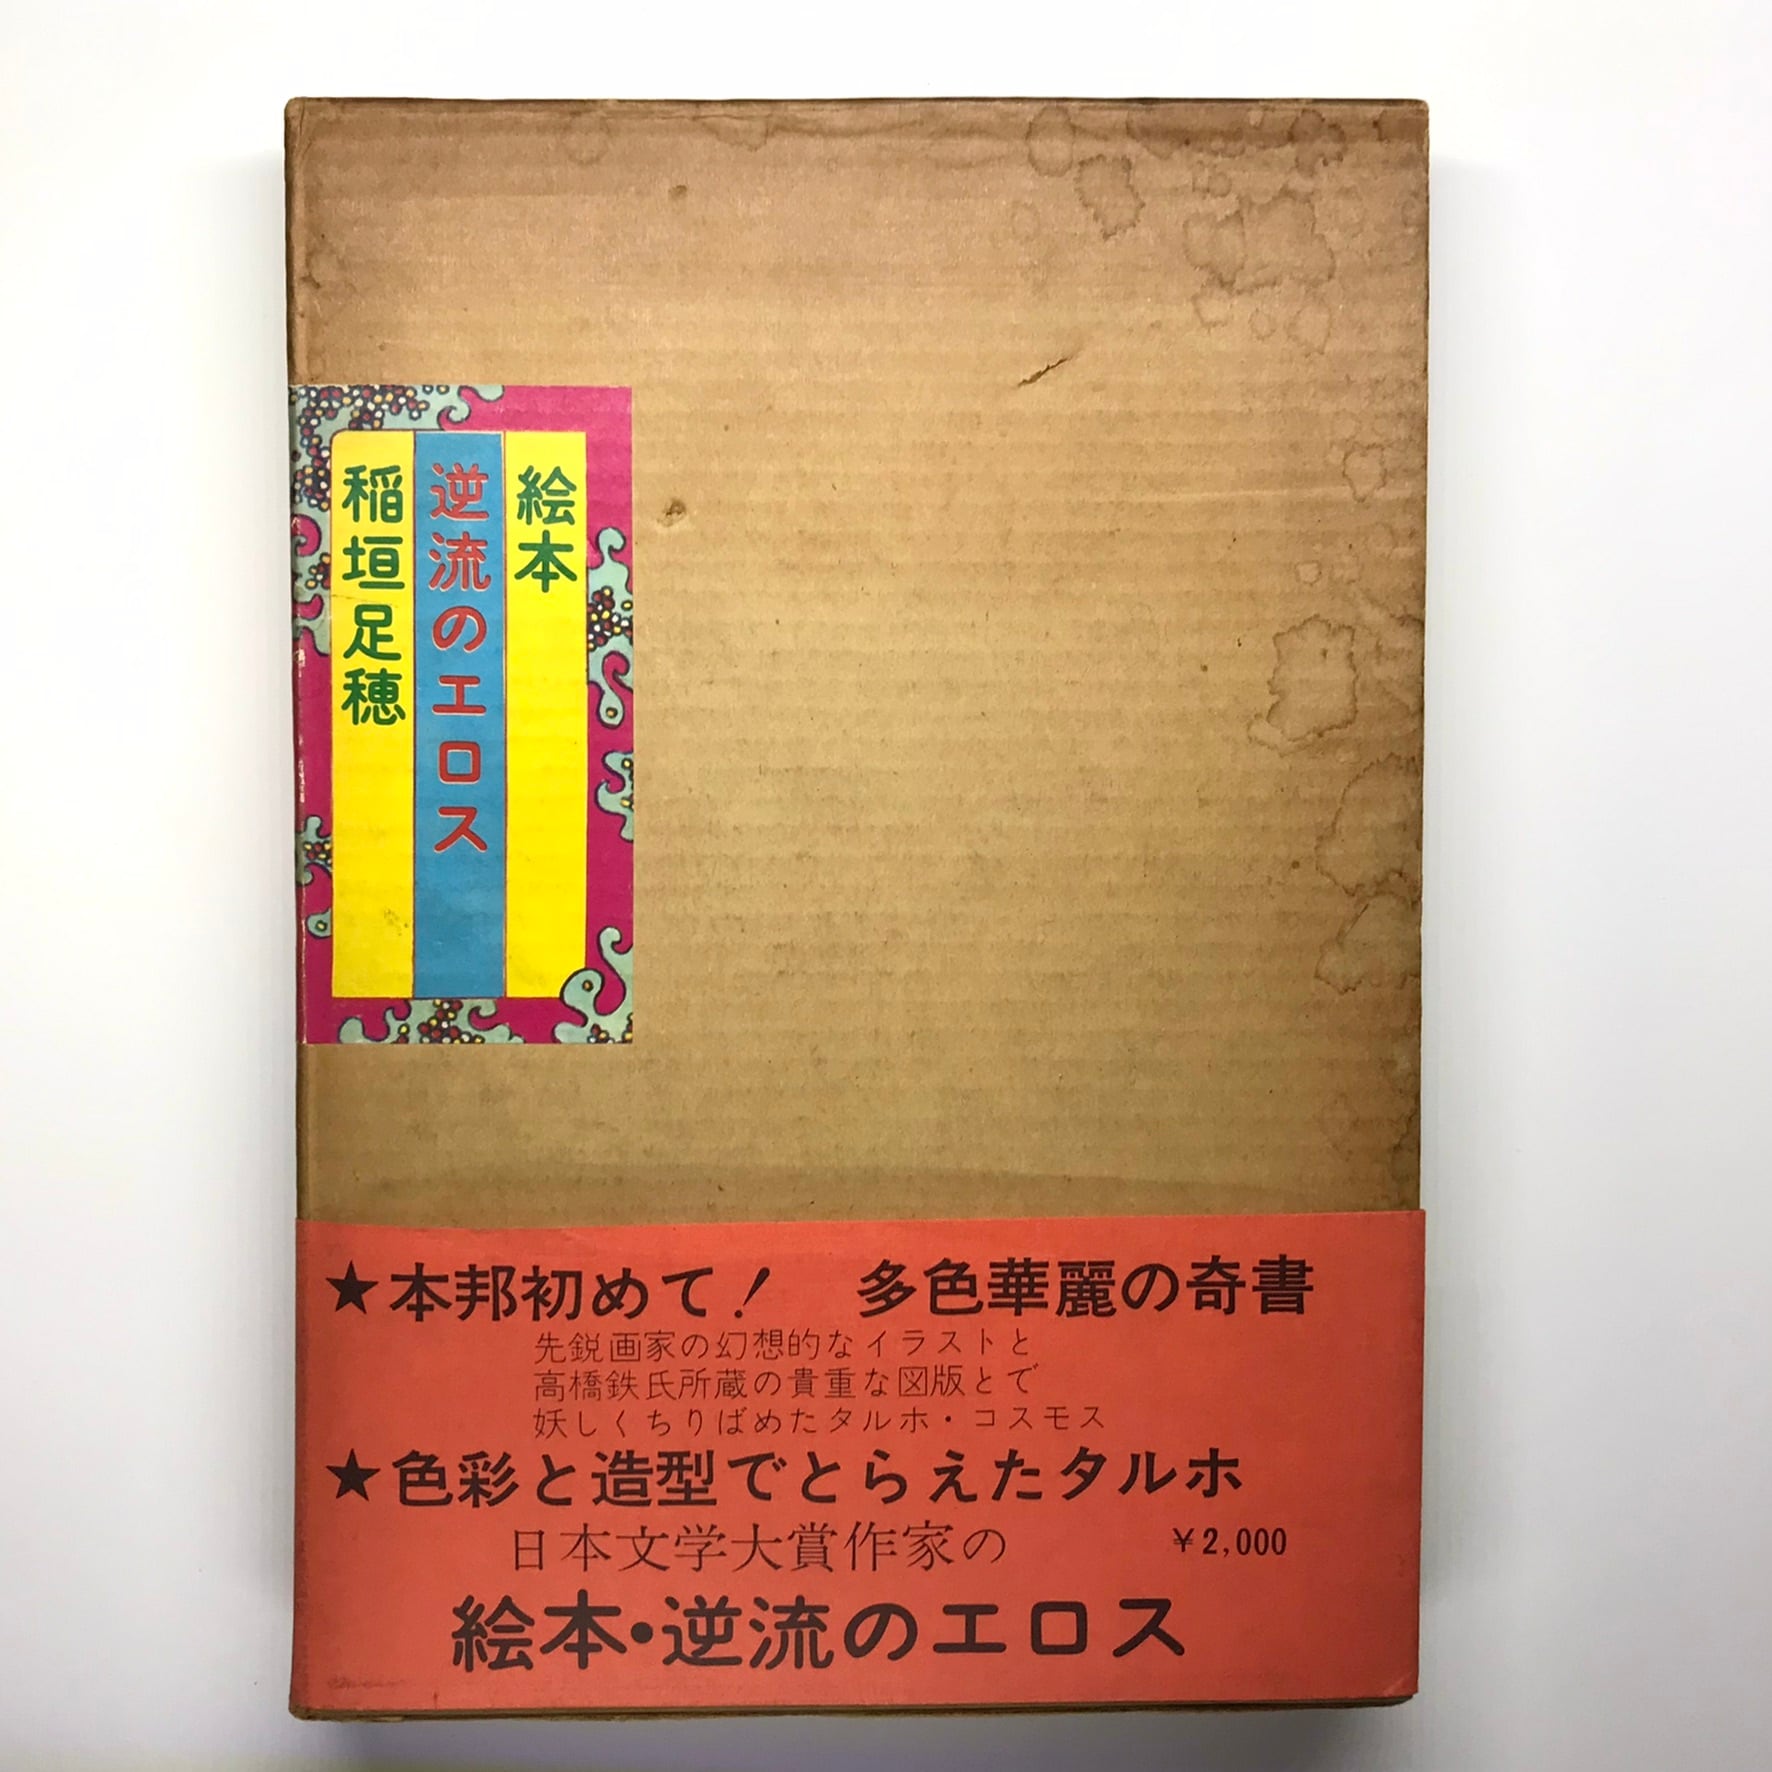 絵本
逆流のエロス
稲垣足穂
★本邦初めて! 多色華麗の奇書
先鋭画家の幻想的なイラストと
高橋鉄氏所蔵の貴重な図版とで
妖しくちりばめたタルホ・コスモス
★色彩と造型でとらえたタルホ
日本文学大賞作家の ¥2,000
絵本・逆流のエロス